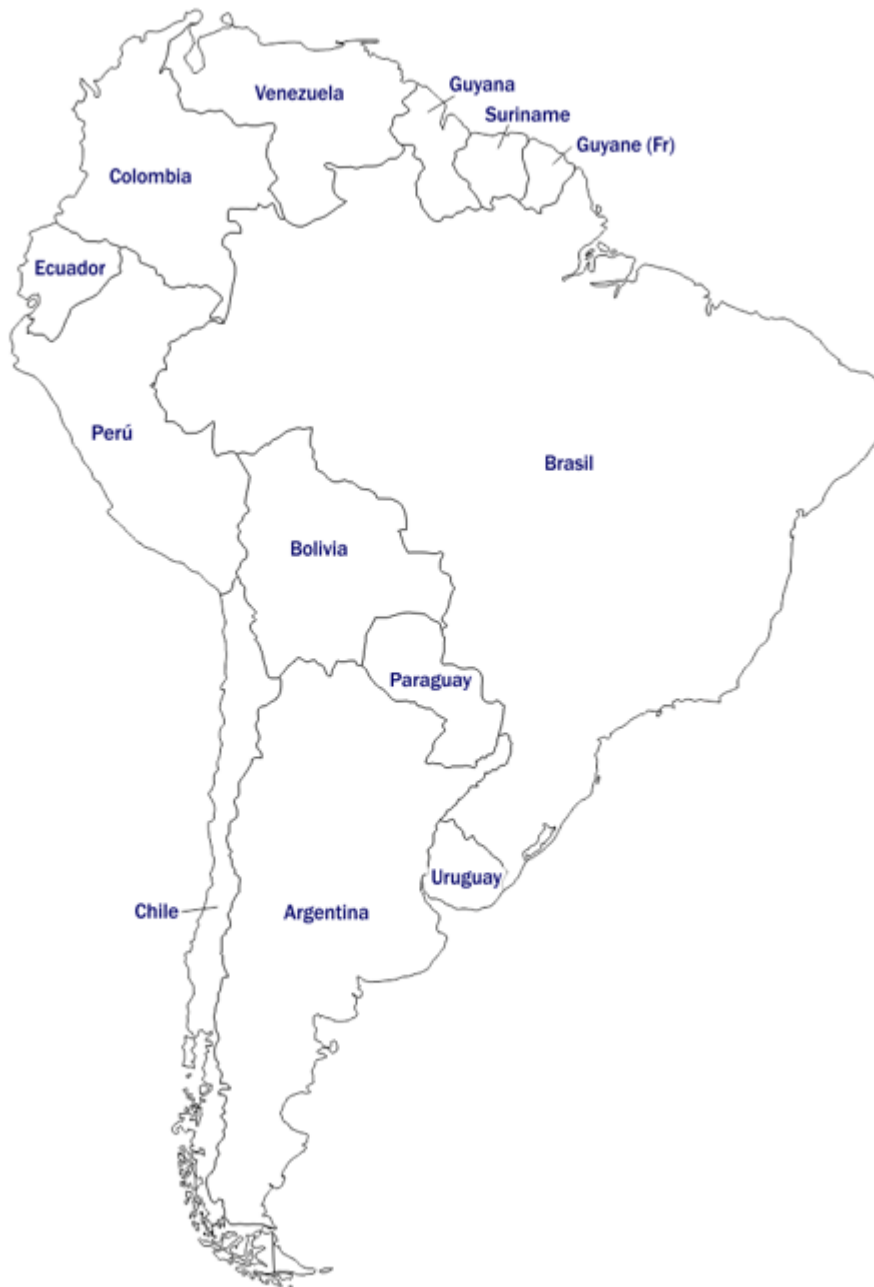 Guyana
Venezuela
Suriname
Guyane (Fr)
Colombia
Ecuador
Perú
Brasil
Bolivia
Paraguay
Uruguay
Chile
Argentina